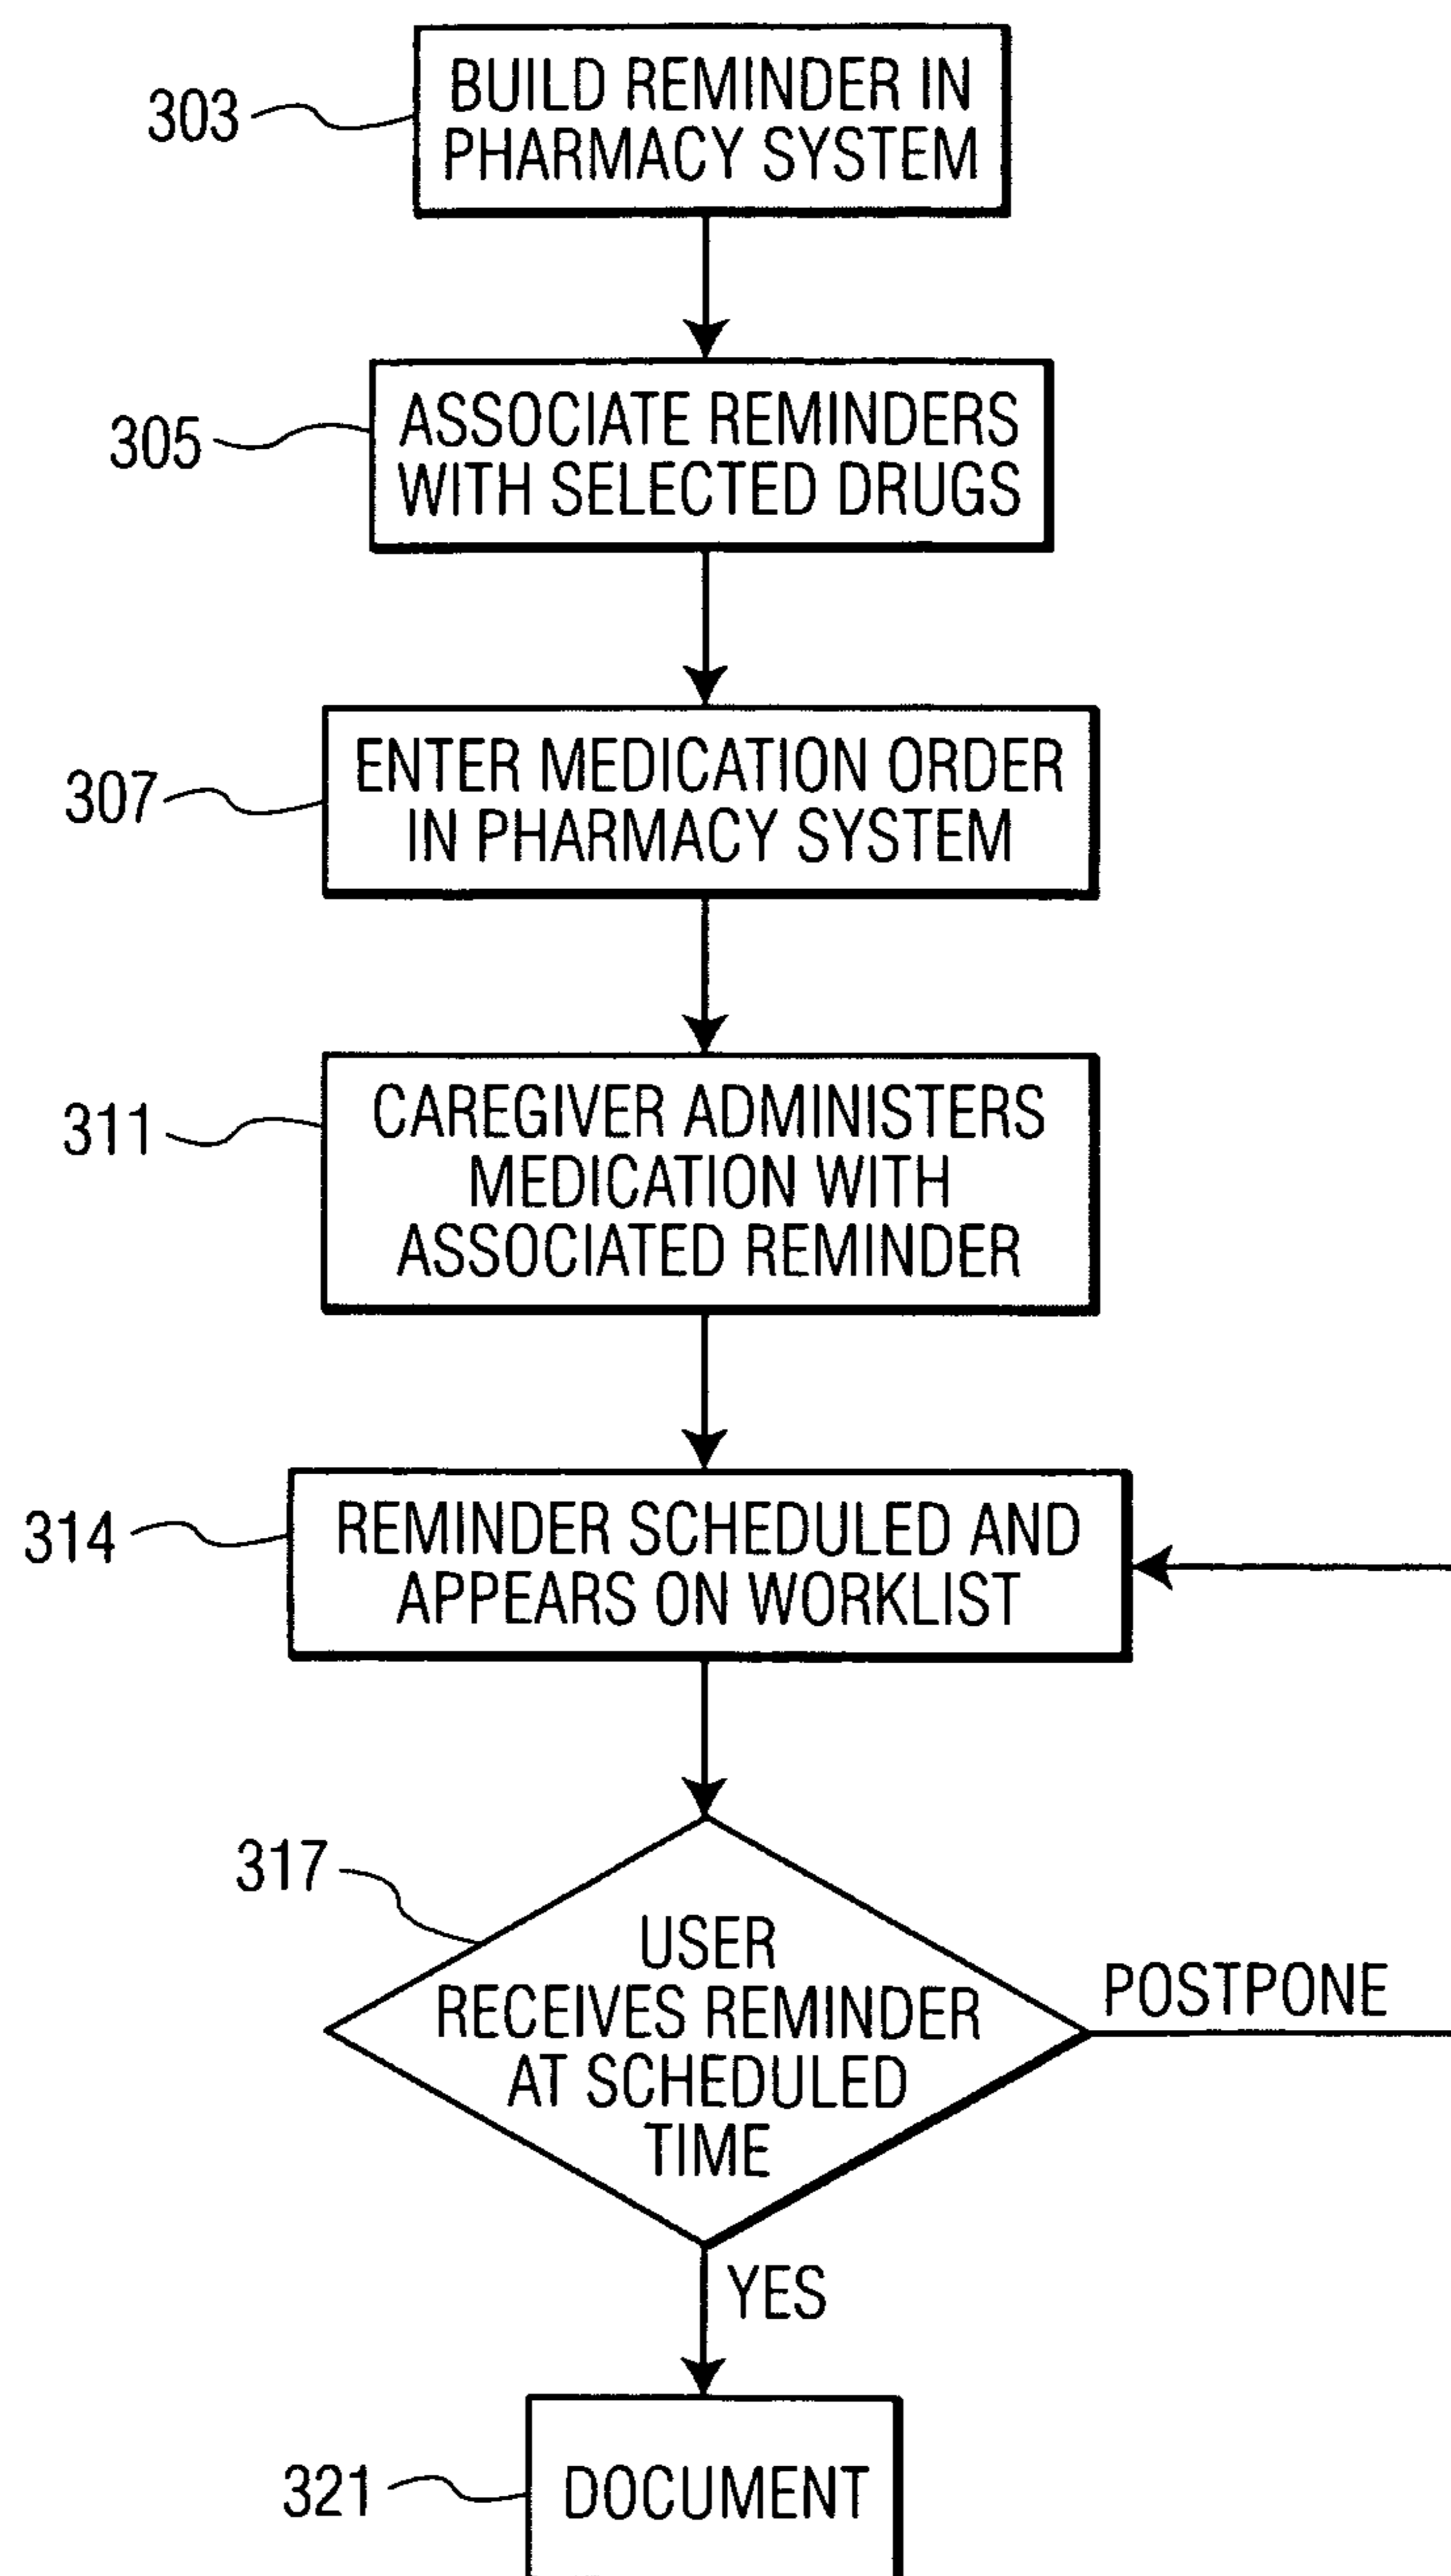 303
BUILD REMINDER IN
PHARMACY SYSTEM
305
ASSOCIATE REMINDERS
WITH SELECTED DRUGS
307
ENTER MEDICATION ORDER
IN PHARMACY SYSTEM
311
CAREGIVER ADMINISTERS
MEDICATION WITH
ASSOCIATED REMINDER
314
REMINDER SCHEDULED AND
APPEARS ON WORKLIST
317
USER
RECEIVES REMINDER
AT SCHEDULED
TIME
POSTPONE
YES
321
DOCUMENT